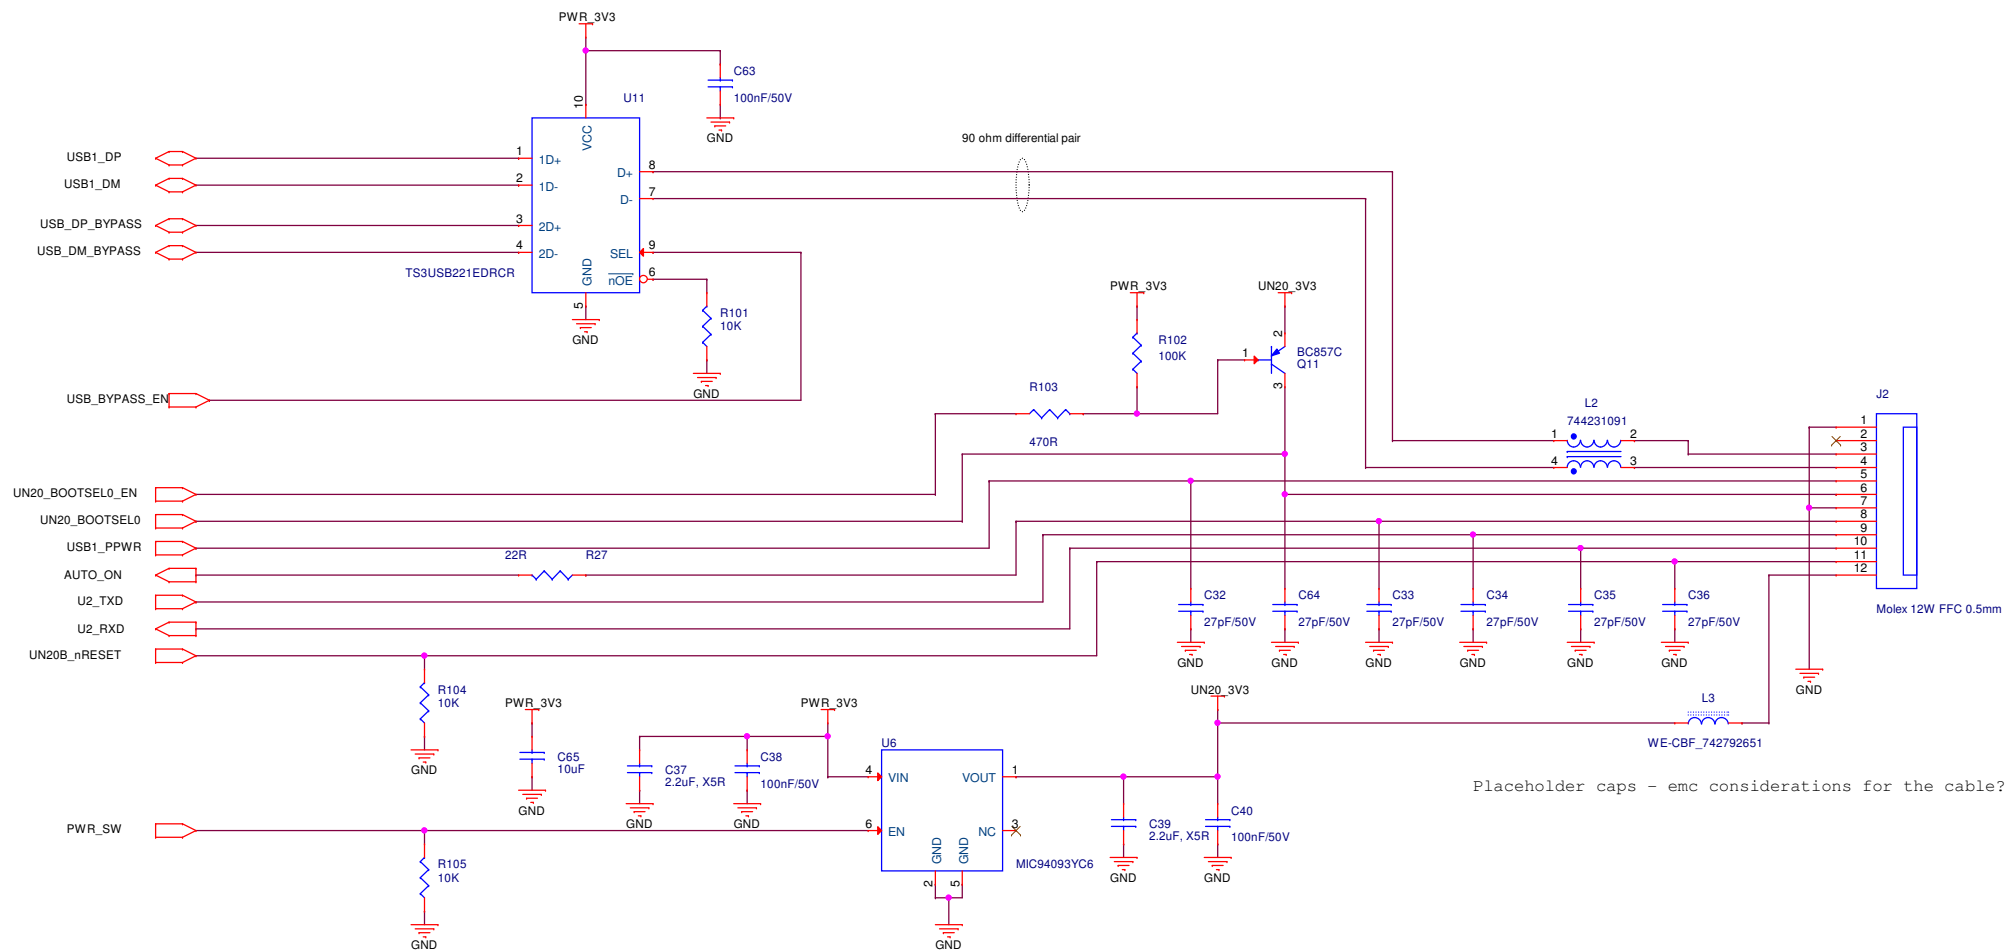 PWR_3V3
C63
100nF/50V
GND
U11
10
VCC
USB1_DP
1
1D+
USB1_DM
2
1D-
USB_DP_BYPASS
3
2D+
USB_DM_BYPASS
4
2D-
8
D+
7
D-
9
SEL
6
nOE
GND
5
GND
TS3USB221EDRCR
90 ohm differential pair
R101
10K
GND
USB_BYPASS_EN
PWR_3V3
R102
100K
UN20_3V3
2
1
BC857C
Q11
3
R103
470R
L2
744231091
1
2
4
3
J2
1
2
3
4
5
6
7
8
9
10
11
12
Molex 12W FFC 0.5mm
UN20_BOOTSEL0_EN
UN20_BOOTSEL0
USB1_PPWR
22R
R27
AUTO_ON
U2_TXD
U2_RXD
UN20B_nRESET
C32
27pF/50V
GND
C64
27pF/50V
GND
C33
27pF/50V
GND
C34
27pF/50V
GND
C35
27pF/50V
GND
C36
27pF/50V
GND
GND
R104
10K
GND
PWR_3V3
C65
10uF
GND
PWR_3V3
C37
2.2uF, X5R
GND
C38
100nF/50V
GND
U6
4
VIN
VOUT
1
6
EN
NC
3
GND
GND
2
5
GND
MIC94093YC6
UN20_3V3
C39
2.2uF, X5R
GND
C40
100nF/50V
GND
L3
WE-CBF_742792651
Placeholder caps - emc considerations for the cable?
PWR_SW
R105
10K
GND